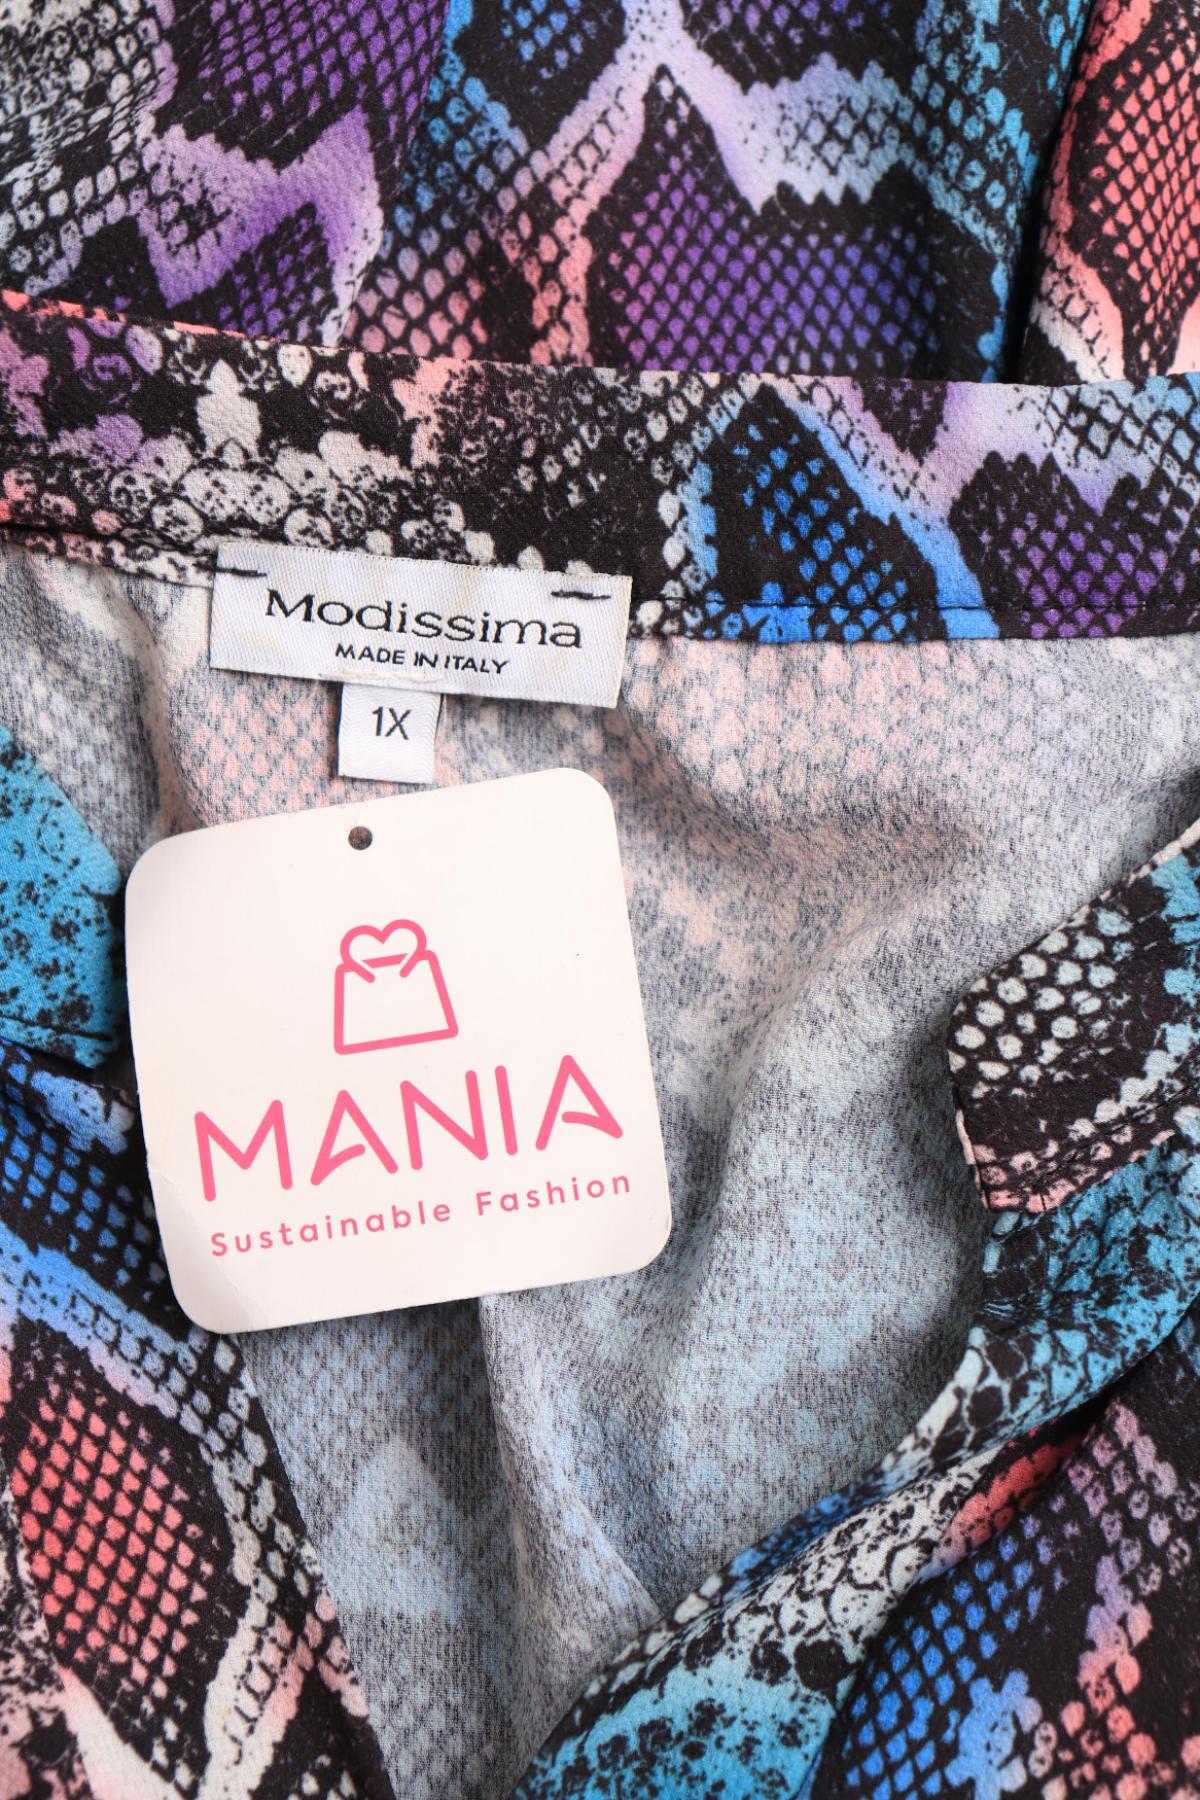 Modissima
MADE IN ITALY
1X
MANIA
Sustainable Fashion